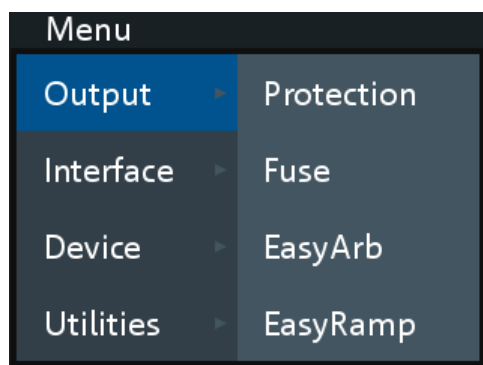 Menu
Output Protection
Interface Fuse
Device EasyArb
Utilities EasyRamp